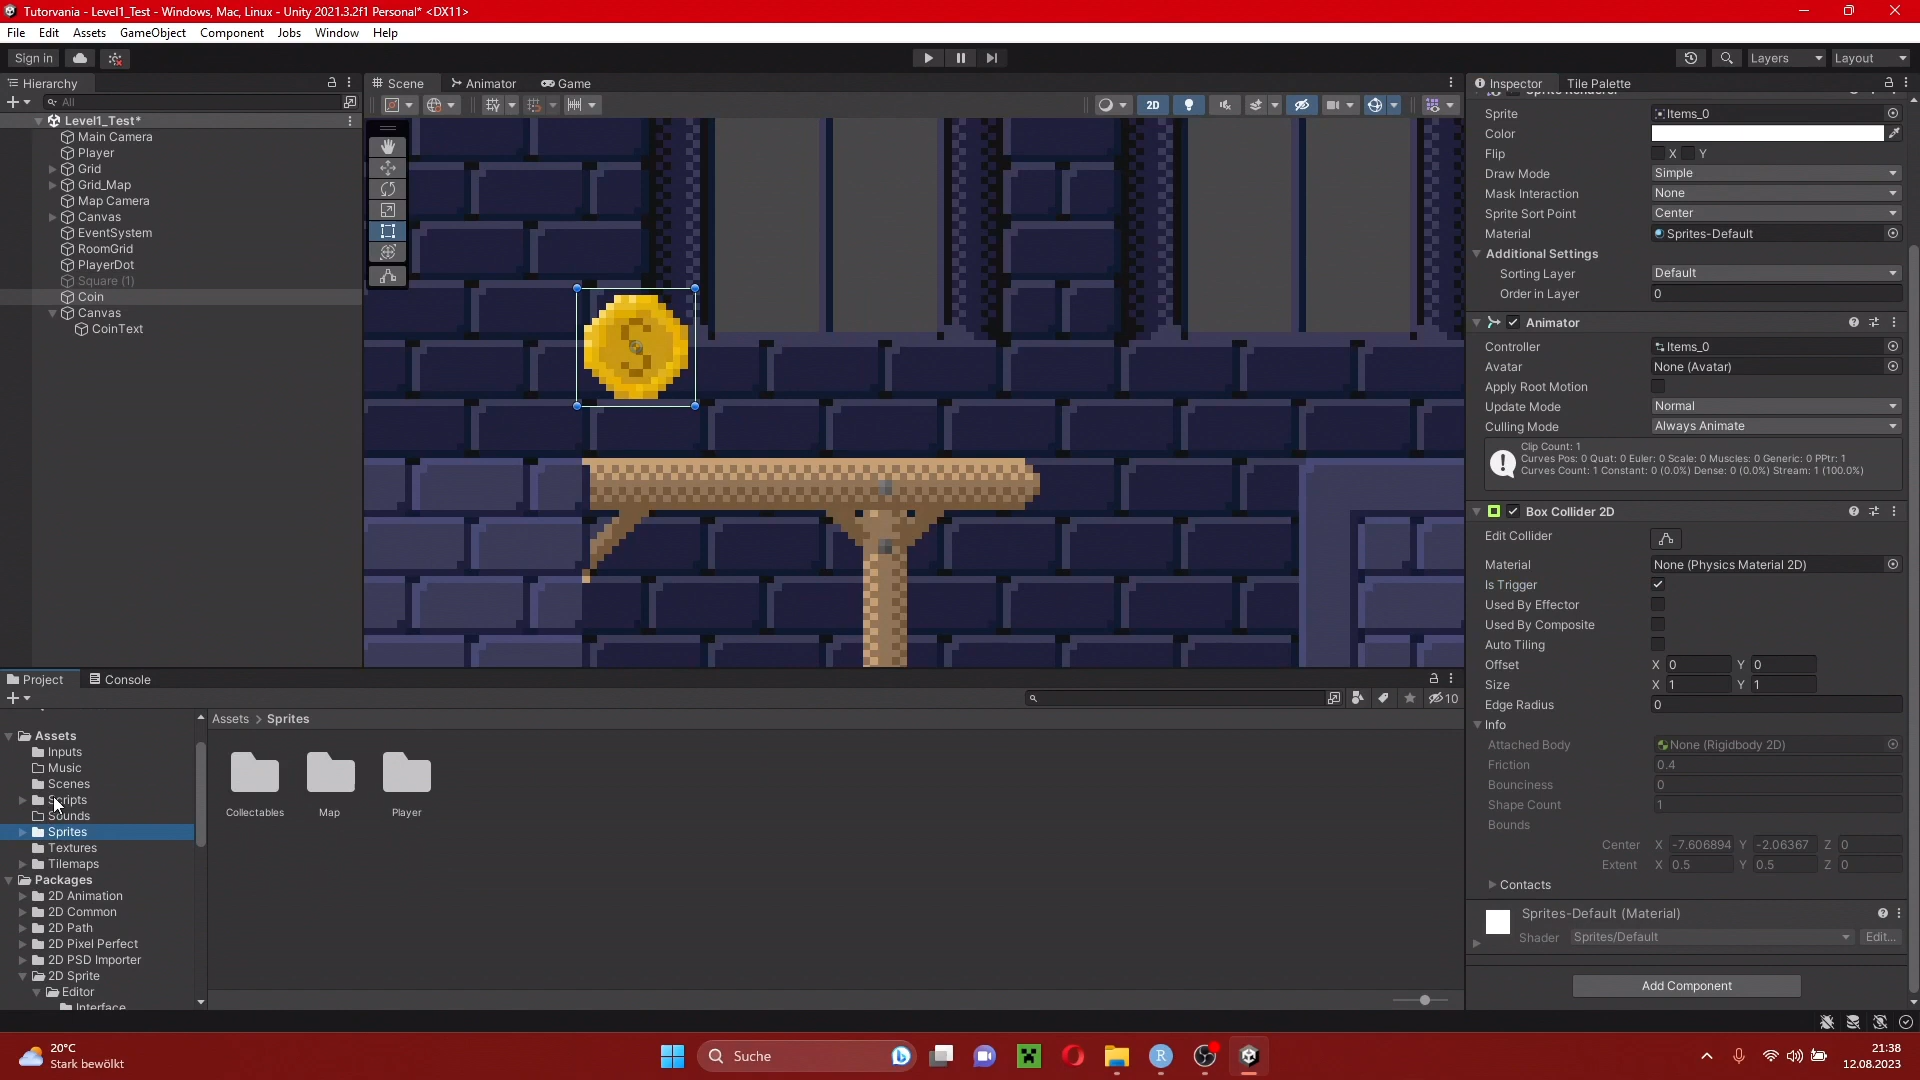 Tutorvania - Level1_Test - Windows, Mac, Linux - Unity 2021.3.2f1 Personal* <DX11>
File Edit Assets GameObject Component Jobs Window Help
Sign in
Layers
Layout
Hierarchy
All
Level1_Test*
Main Camera
Player
Grid
Grid_Map
Map Camera
Canvas
EventSystem
RoomGrid
PlayerDot
Square (1)
Coin
Canvas
CoinText
Scene
Animator
Game
2D
Inspector
Tile Palette
Sprite Renderer
Sprite Items_0
Color
Flip X Y
Draw Mode Simple
Mask Interaction None
Sprite Sort Point Center
Material Sprites-Default
Additional Settings
Sorting Layer Default
Order in Layer 0
Animator
Controller Items_0
Avatar None (Avatar)
Apply Root Motion
Update Mode Normal
Culling Mode Always Animate
Clip Count: 1
Curves Pos: 0 Quat: 0 Euler: 0 Scale: 0 Muscles: 0 Generic: 0 PPtr: 1
Curves Count: 1 Constant: 0 (0.0%) Dense: 0 (0.0%) Stream: 1 (100.0%)
Box Collider 2D
Edit Collider
Material None (Physics Material 2D)
Is Trigger
Used By Effector
Used By Composite
Auto Tiling
Offset X 0 Y 0
Size X 1 Y 1
Edge Radius 0
Info
Attached Body None (Rigidbody 2D)
Friction 0.4
Bounciness 0
Shape Count 1
Bounds
Center X -7.606894 Y -2.06367 Z 0
Extent X 0.5 Y 0.5 Z 0
Contacts
Sprites-Default (Material)
Shader Sprites/Default Edit...
Add Component
Project
Console
10
Assets
Inputs
Music
Scenes
Scripts
Sounds
Sprites
Textures
Tilemaps
Packages
2D Animation
2D Common
2D Path
2D Pixel Perfect
2D PSD Importer
2D Sprite
Editor
Interface
Assets > Sprites
Collectables
Map
Player
20°C
Stark bewölkt
Suche
21:38
12.08.2023